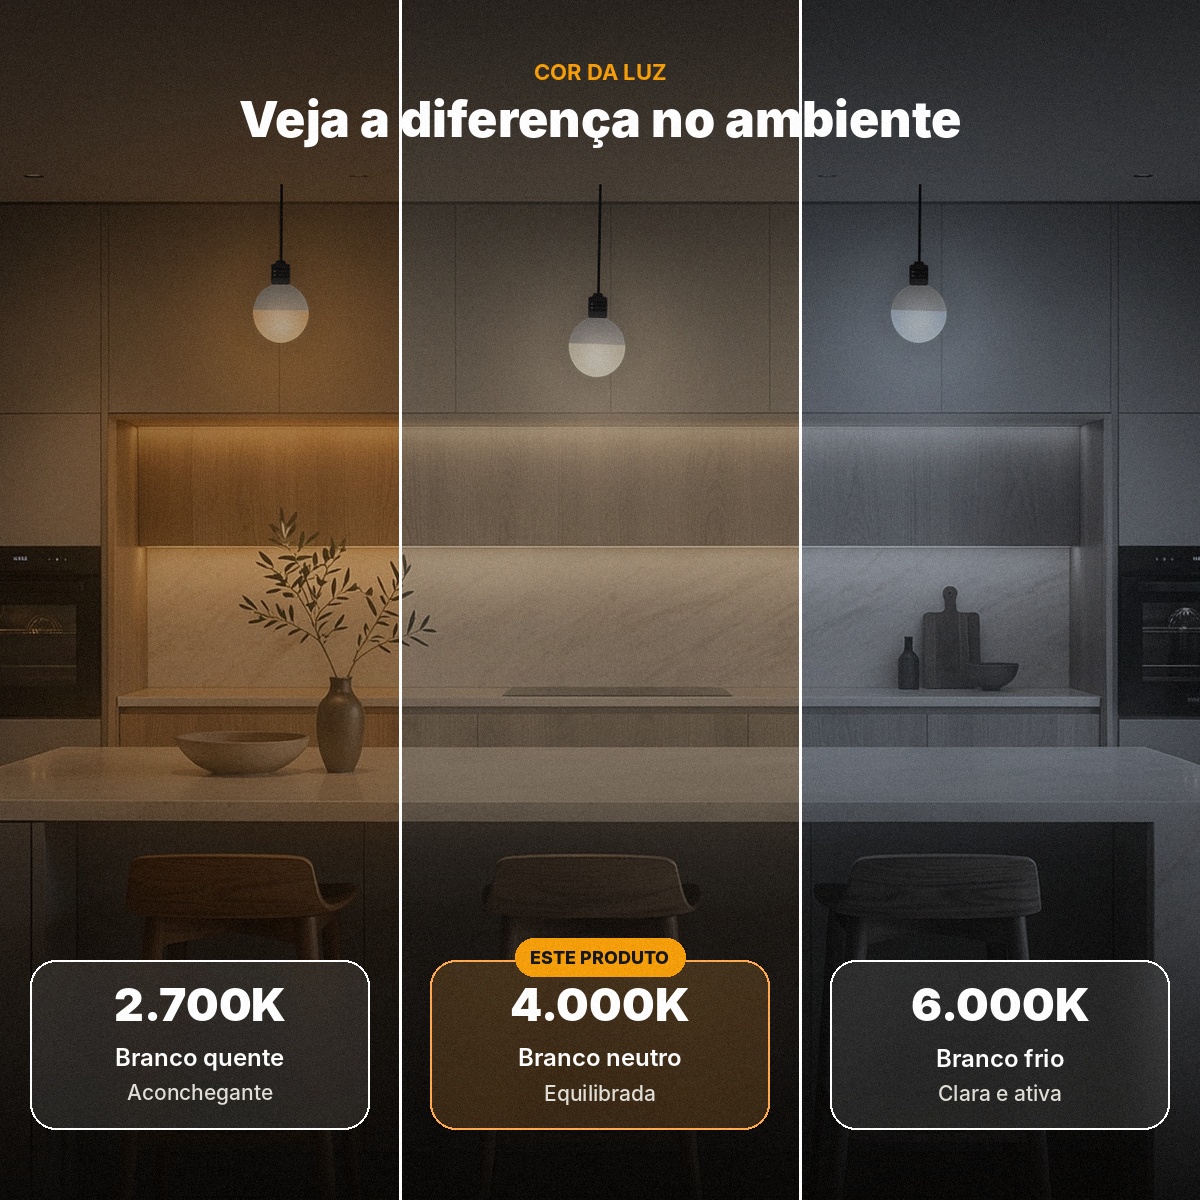 COR DA LUZ
Veja a diferença no ambiente
ESTE PRODUTO
2.700K
Branco quente
Aconchegante
4.000K
Branco neutro
Equilibrada
6.000K
Branco frio
Clara e ativa